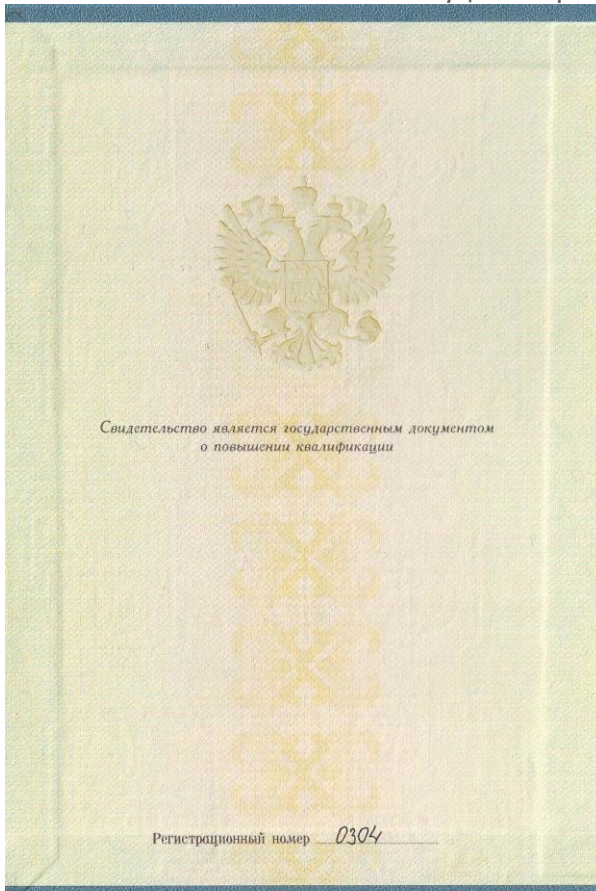 Свидетельство является государственным документом
о повышении квалификации
Регистрационный номер 0304